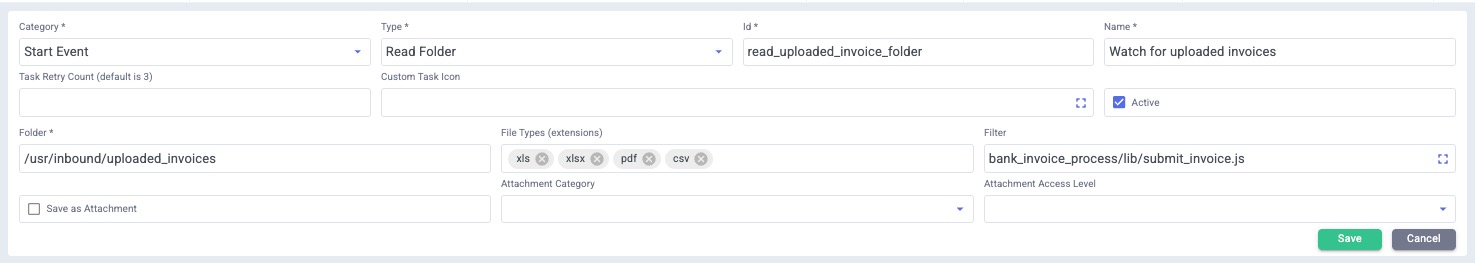 Category * Type * Id * Name *
Start Event Read Folder read_uploaded_invoice_folder Watch for uploaded invoices
Task Retry Count (default is 3) Custom Task Icon
Active
Folder * File Types (extensions) Filter
/usr/inbound/uploaded_invoices xls xlsx pdf csv bank_invoice_process/lib/submit_invoice.js
Attachment Category Attachment Access Level
Save as Attachment
Save Cancel